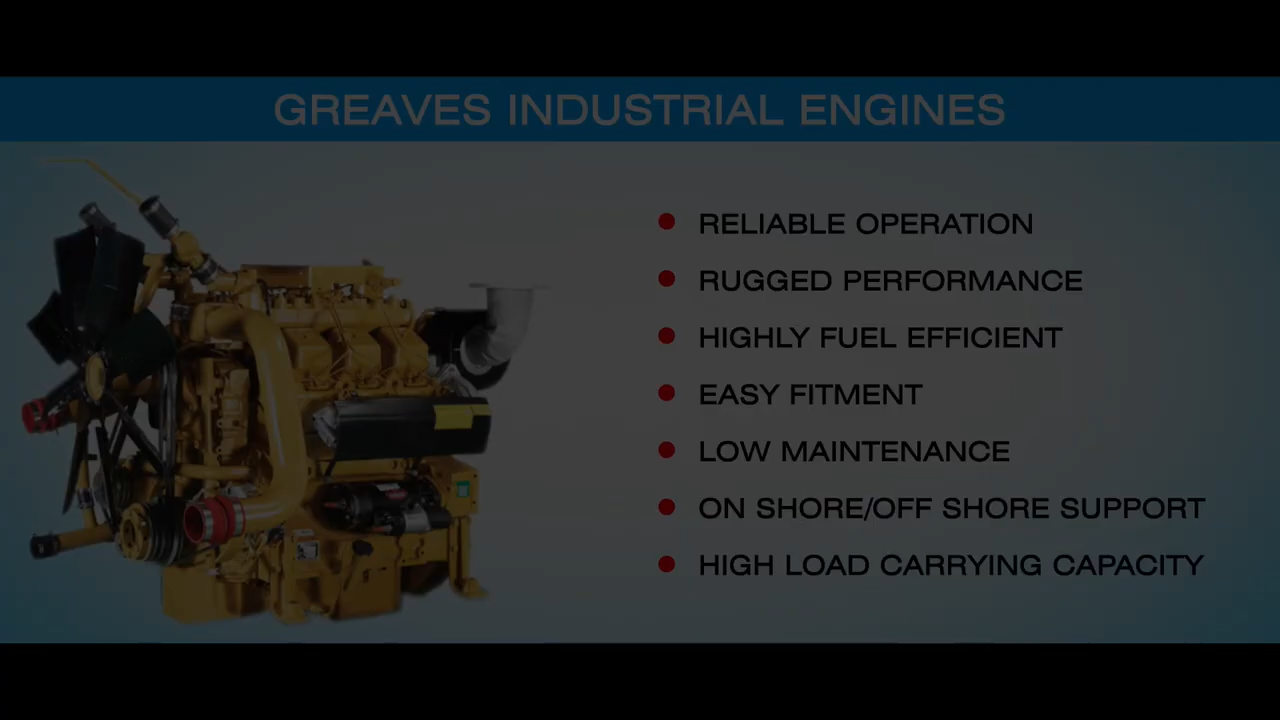 GREAVES INDUSTRIAL ENGINES
RELIABLE OPERATION
RUGGED PERFORMANCE
HIGHLY FUEL EFFICIENT
EASY FITMENT
LOW MAINTENANCE
ON SHORE/OFF SHORE SUPPORT
HIGH LOAD CARRYING CAPACITY